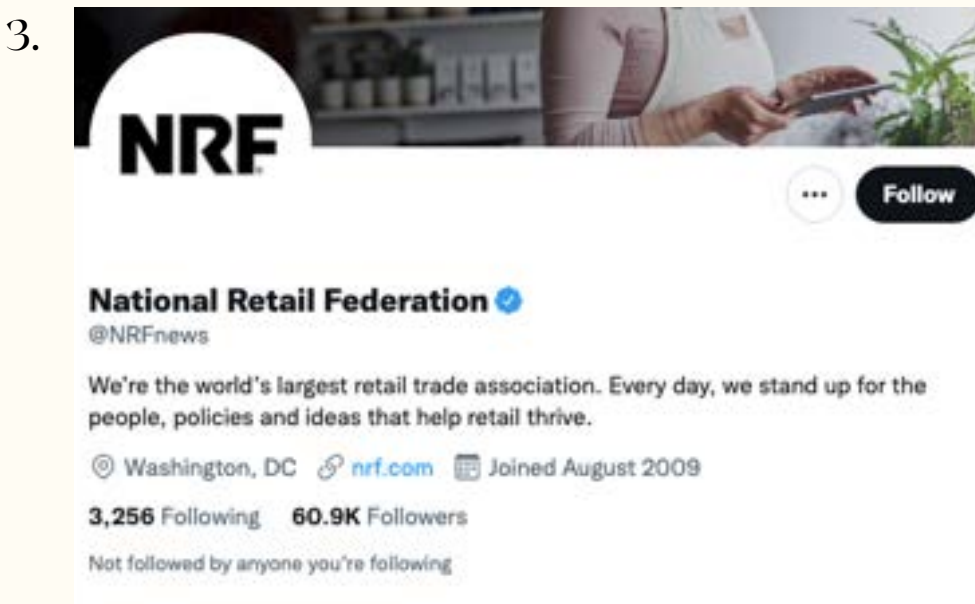 3.
NRF
Follow
National Retail Federation
@NRFnews
We're the world's largest retail trade association. Every day, we stand up for the
people, policies and ideas that help retail thrive.
Washington, DC nrf.com Joined August 2009
3,256 Following 60.9K Followers
Not followed by anyone you're following